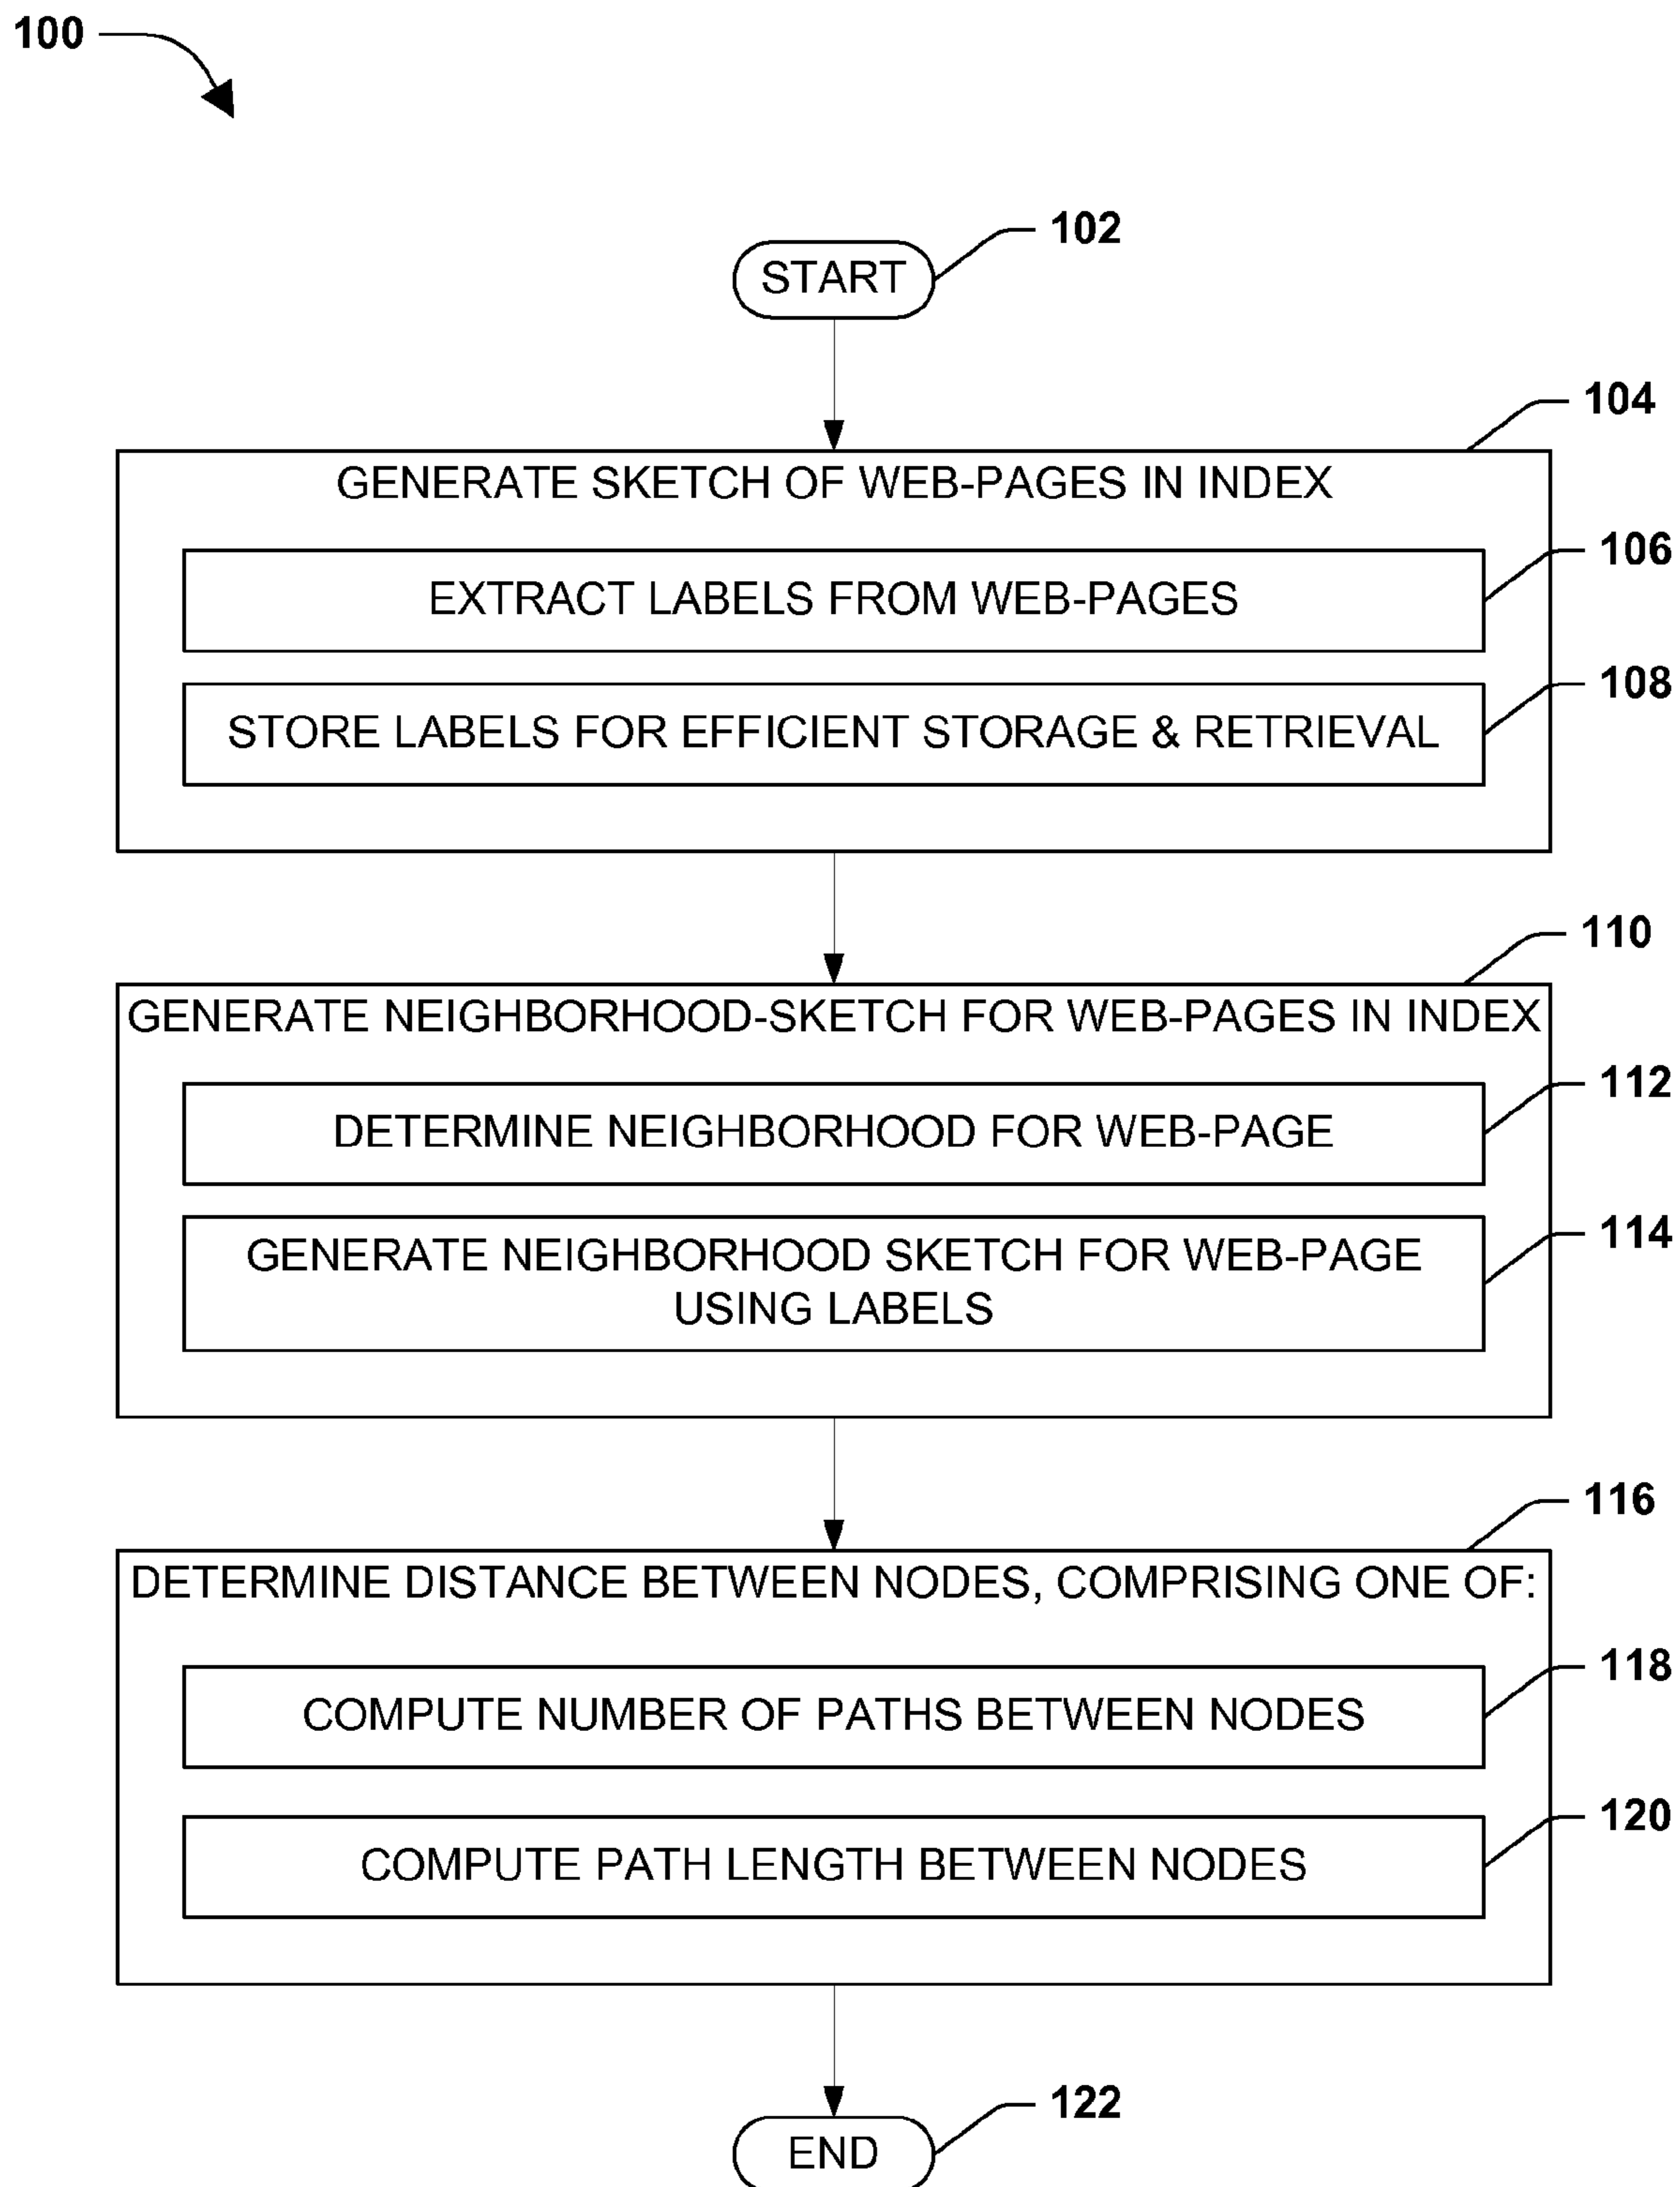 100
102
START
104
GENERATE SKETCH OF WEB-PAGES IN INDEX
106
EXTRACT LABELS FROM WEB-PAGES
108
STORE LABELS FOR EFFICIENT STORAGE & RETRIEVAL
110
GENERATE NEIGHBORHOOD-SKETCH FOR WEB-PAGES IN INDEX
112
DETERMINE NEIGHBORHOOD FOR WEB-PAGE
114
GENERATE NEIGHBORHOOD SKETCH FOR WEB-PAGE
USING LABELS
116
DETERMINE DISTANCE BETWEEN NODES, COMPRISING ONE OF:
118
COMPUTE NUMBER OF PATHS BETWEEN NODES
120
COMPUTE PATH LENGTH BETWEEN NODES
122
END